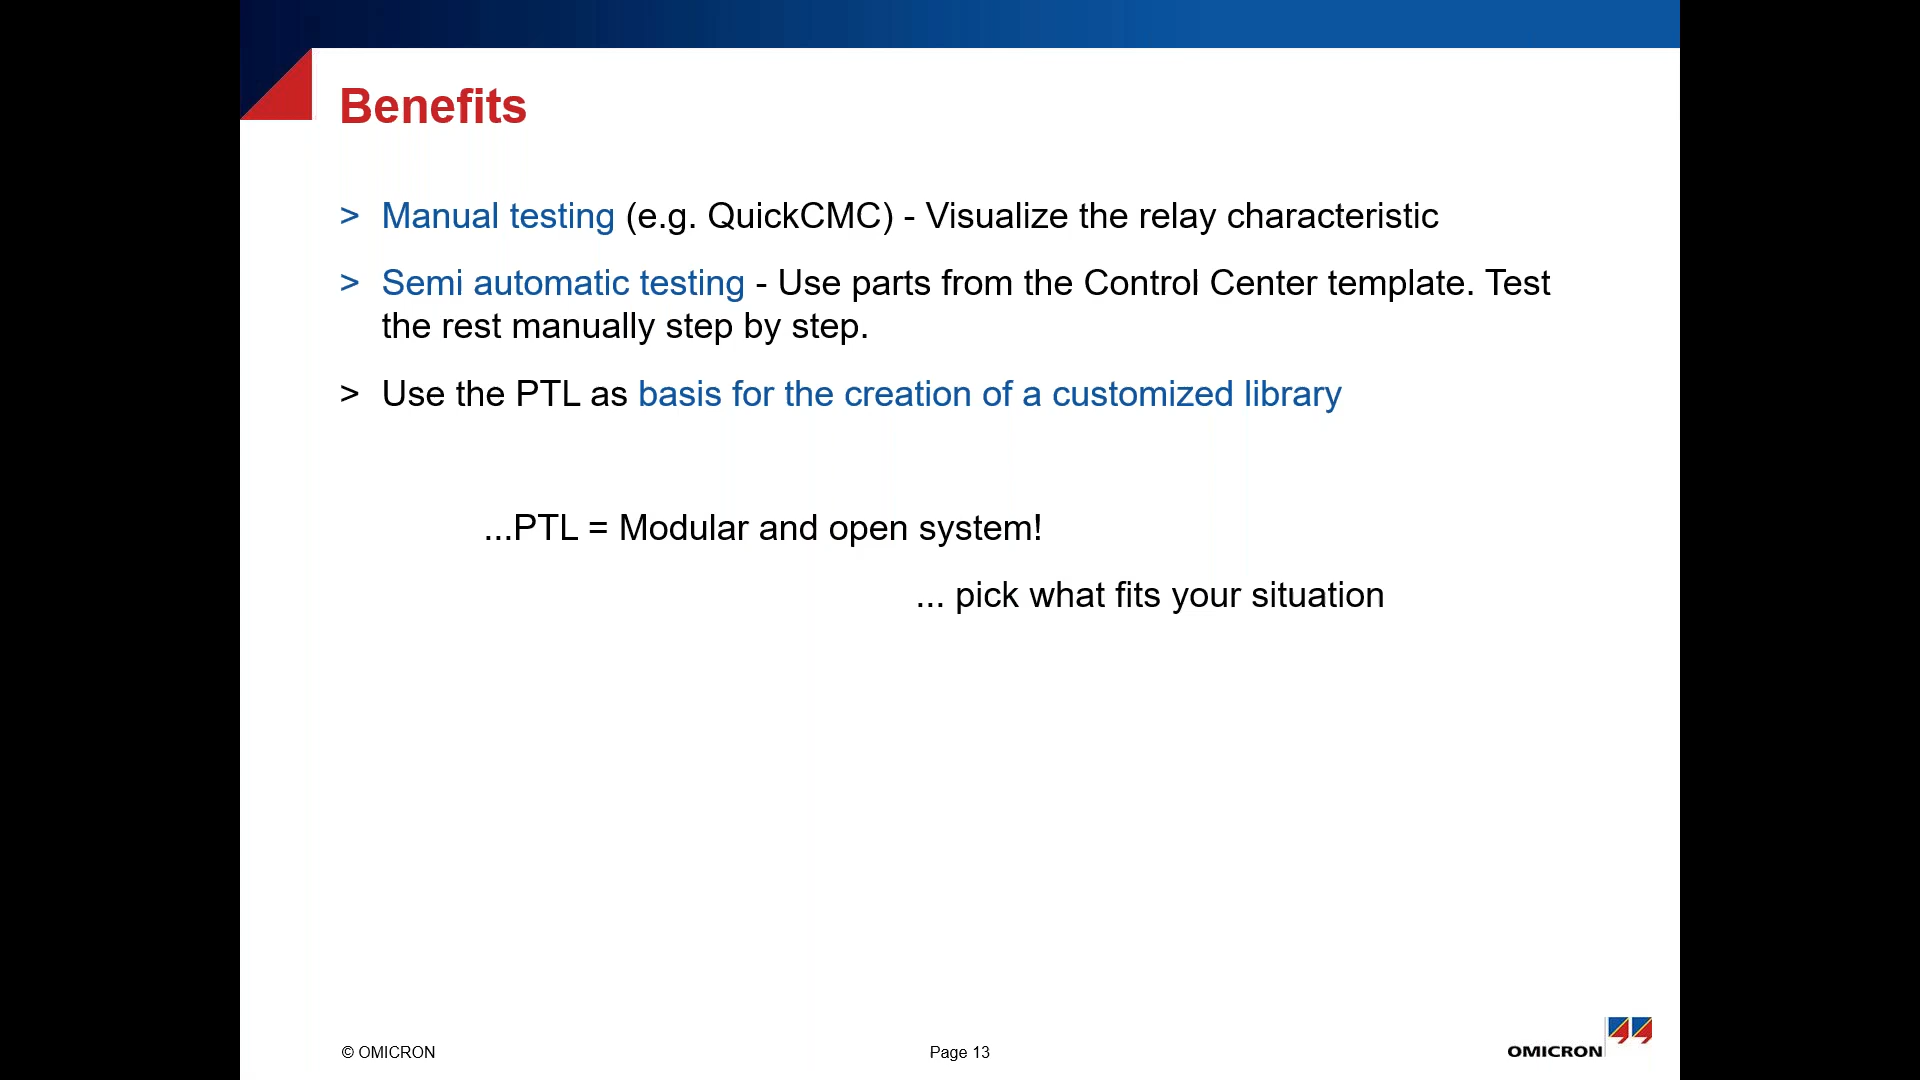 Benefits
> Manual testing (e.g. QuickCMC) - Visualize the relay characteristic
> Semi automatic testing - Use parts from the Control Center template. Test
the rest manually step by step.
> Use the PTL as basis for the creation of a customized library
...PTL = Modular and open system!
... pick what fits your situation
© OMICRON
Page 13
OMICRON